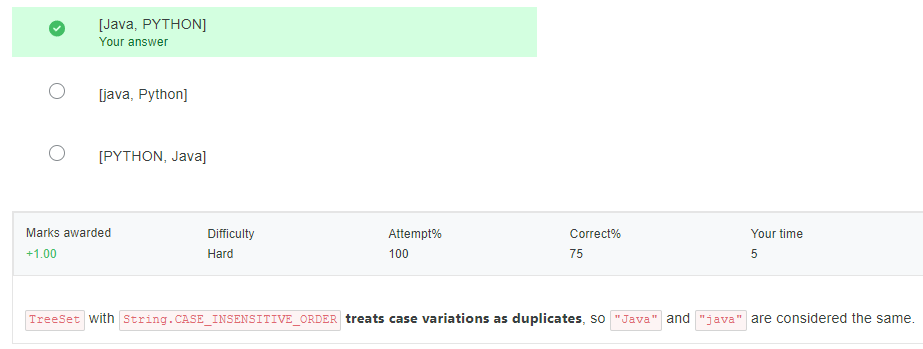 [Java, PYTHON]
Your answer
[java, Python]
[PYTHON, Java]
Marks awarded Difficulty Attempt% Correct% Your time
+1.00 Hard 100 75 5
TreeSet with String.CASE_INSENSITIVE_ORDER treats case variations as duplicates, so "Java" and "java" are considered the same.